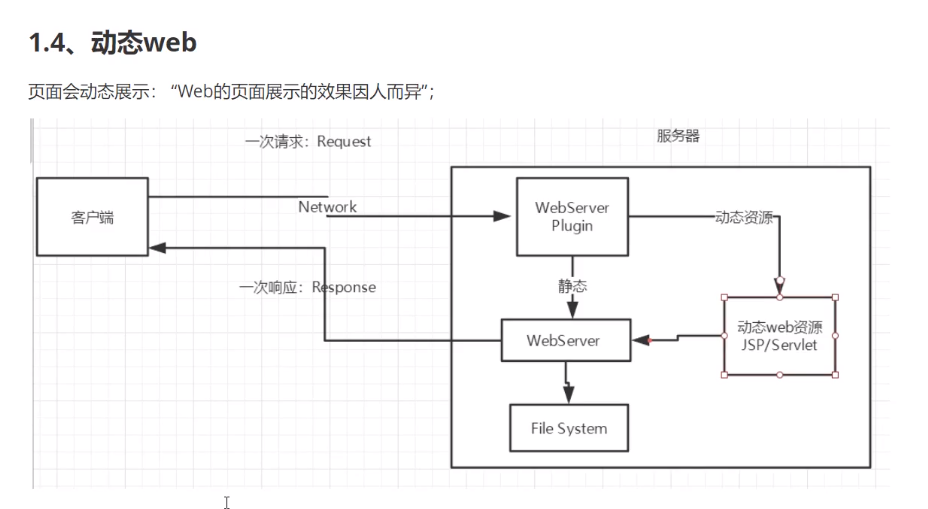 1.4、动态web
页面会动态展示：“Web的页面展示的效果因人而异”；
一次请求：Request
服务器
客户端
Network
WebServer
Plugin
动态资源
一次响应：Response
静态
WebServer
动态web资源
JSP/Servlet
File System